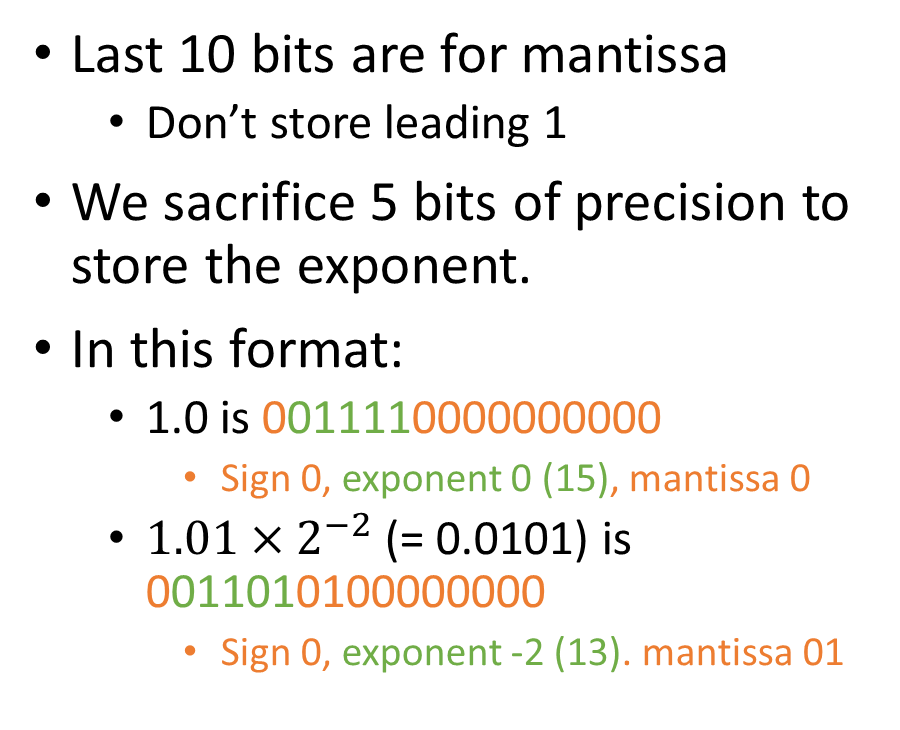 • Last 10 bits are for mantissa
• Don’t store leading 1
• We sacrifice 5 bits of precision to
store the exponent.
• In this format:
• 1.0 is 0011110000000000
• Sign 0, exponent 0 (15), mantissa 0
• 1.01 × 2⁻² (= 0.0101) is
0011010100000000
• Sign 0, exponent -2 (13). mantissa 01